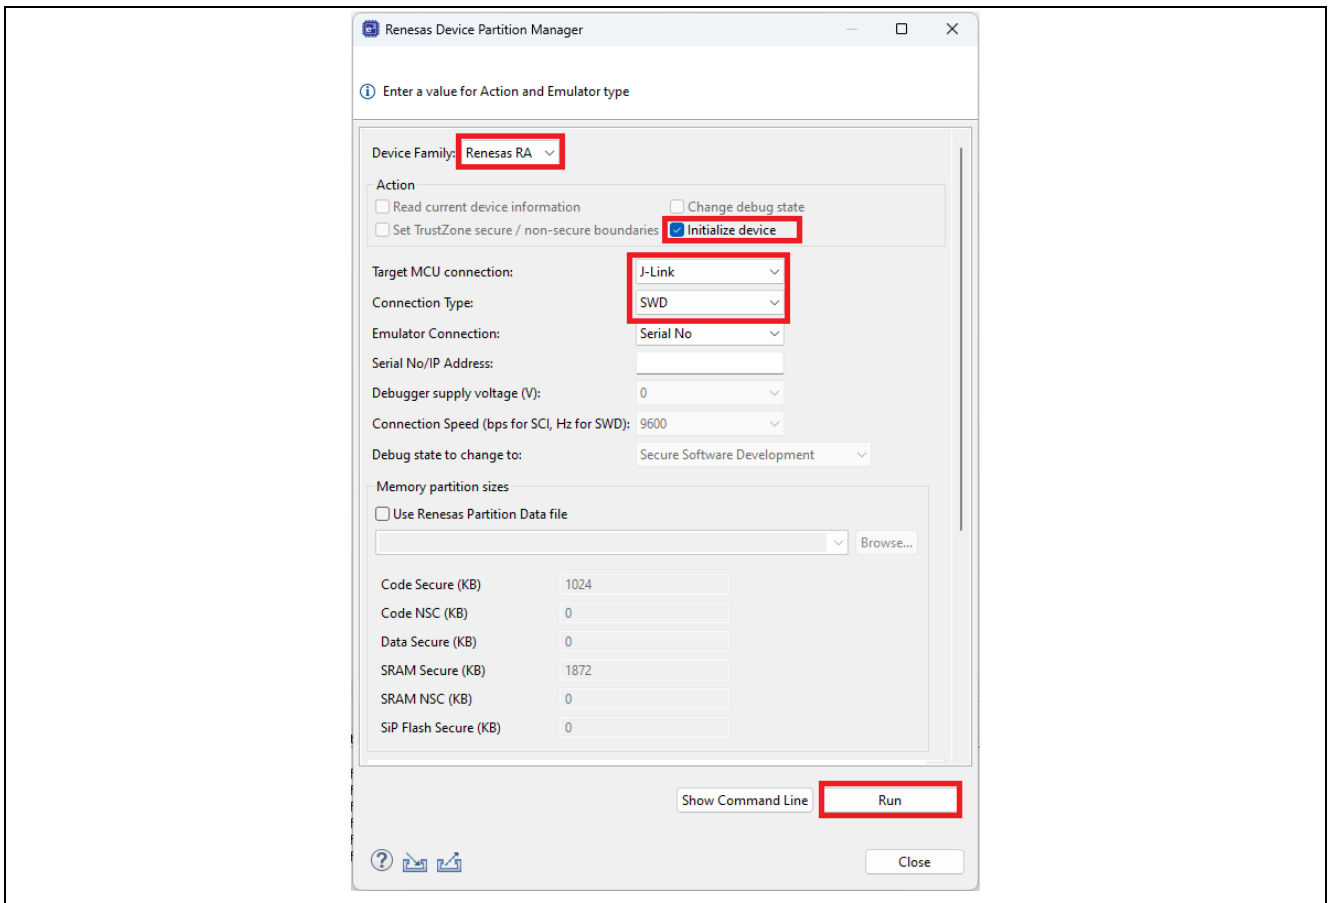 Renesas Device Partition Manager
Enter a value for Action and Emulator type
Device Family: Renesas RA
Action
Read current device information Change debug state
Set TrustZone secure / non-secure boundaries Initialize device
Target MCU connection: J-Link
Connection Type: SWD
Emulator Connection: Serial No
Serial No/IP Address:
Debugger supply voltage (V): 0
Connection Speed (bps for SCI, Hz for SWD): 9600
Debug state to change to: Secure Software Development
Memory partition sizes
Use Renesas Partition Data file
Browse...
Code Secure (KB) 1024
Code NSC (KB) 0
Data Secure (KB) 0
SRAM Secure (KB) 1872
SRAM NSC (KB) 0
SiP Flash Secure (KB) 0
Show Command Line Run
Close